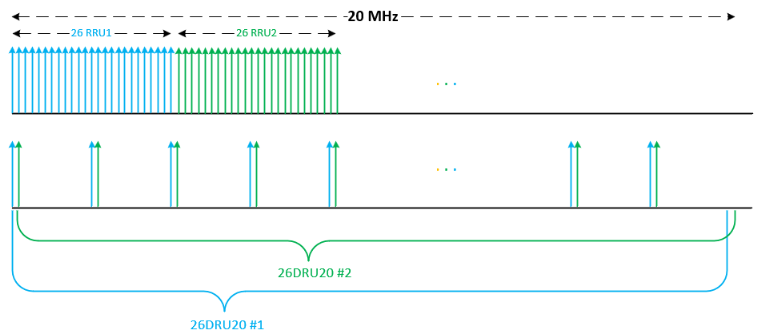 20 MHz
26 RRU1
26 RRU2
. . .
. . .
26DRU20 #2
26DRU20 #1